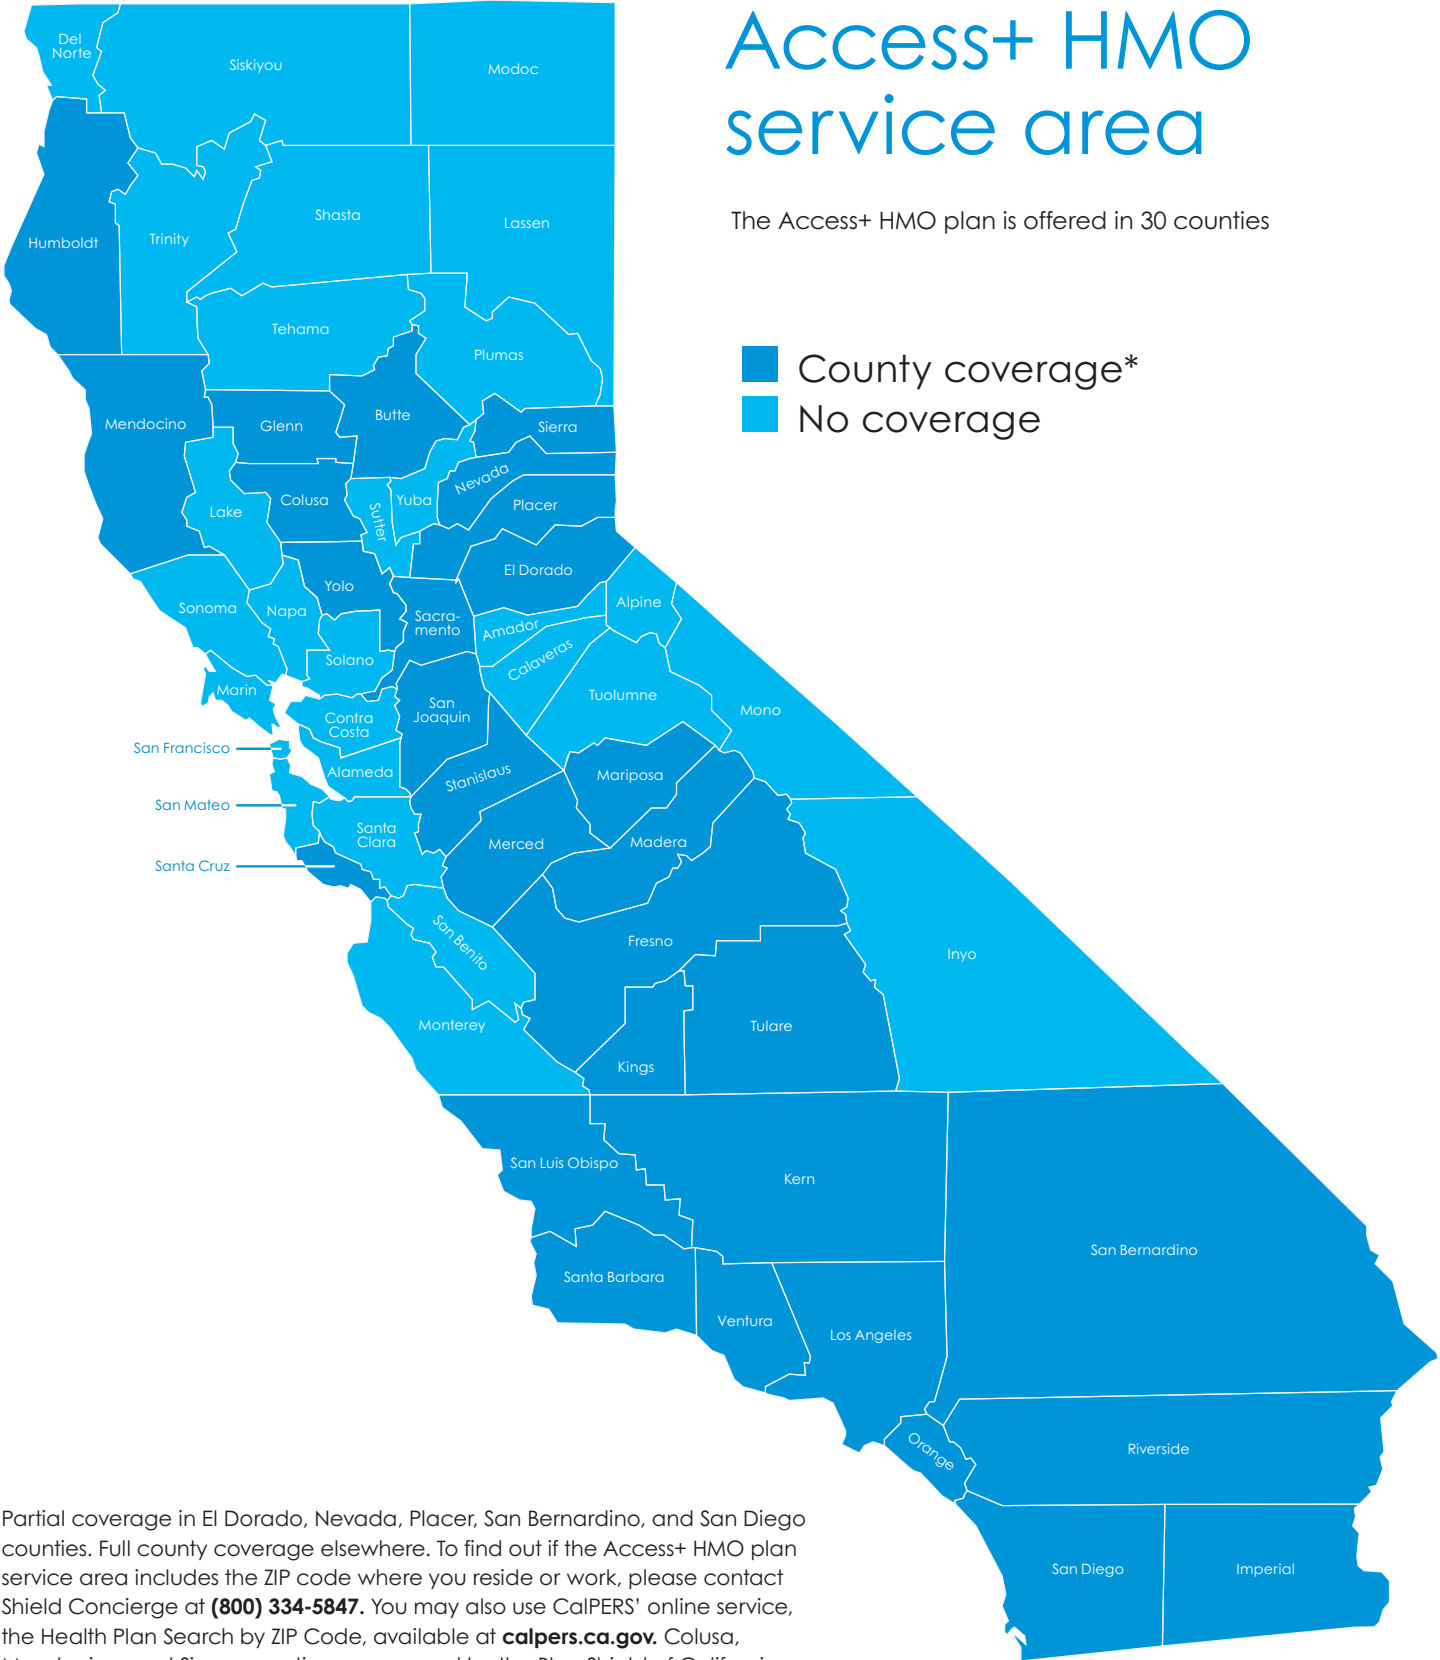 Access+ HMO
service area
The Access+ HMO plan is offered in 30 counties
County coverage*
No coverage
Del
Norte
Siskiyou
Modoc
Humboldt
Trinity
Shasta
Lassen
Tehama
Plumas
Mendocino
Glenn
Butte
Sierra
Nevada
Placer
Colusa
Sutter
Yuba
Lake
El Dorado
Yolo
Sonoma
Napa
Sacra-
mento
Amador
Alpine
Calaveras
Solano
Marin
Tuolumne
Mono
San
Joaquin
Contra
Costa
San Francisco
Alameda
Stanislaus
Mariposa
San Mateo
Santa
Clara
Merced
Madera
Santa Cruz
San Benito
Fresno
Inyo
Monterey
Tulare
Kings
San Luis Obispo
Kern
San Bernardino
Santa Barbara
Ventura
Los Angeles
Orange
Riverside
San Diego
Imperial
Partial coverage in El Dorado, Nevada, Placer, San Bernardino, and San Diego
counties. Full county coverage elsewhere. To find out if the Access+ HMO plan
service area includes the ZIP code where you reside or work, please contact
Shield Concierge at (800) 334-5847. You may also use CalPERS' online service,
the Health Plan Search by ZIP Code, available at calpers.ca.gov. Colusa,